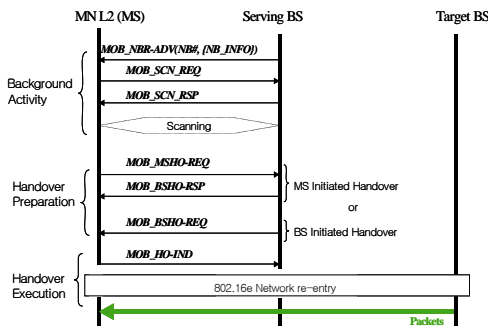 MN L2 (MS) Serving BS Target BS
MOB_NBR-ADV(NB#, {NB_INFO})
MOB_SCN_REQ
MOB_SCN_RSP
Background
Activity
Scanning
MOB_MSHO-REQ
MOB_BSHO-RSP
Handover
Preparation
MS Initiated Handover
or
MOB_BSHO-REQ
BS Initiated Handover
MOB_HO-IND
Handover
Execution
802.16e Network re-entry
Packets